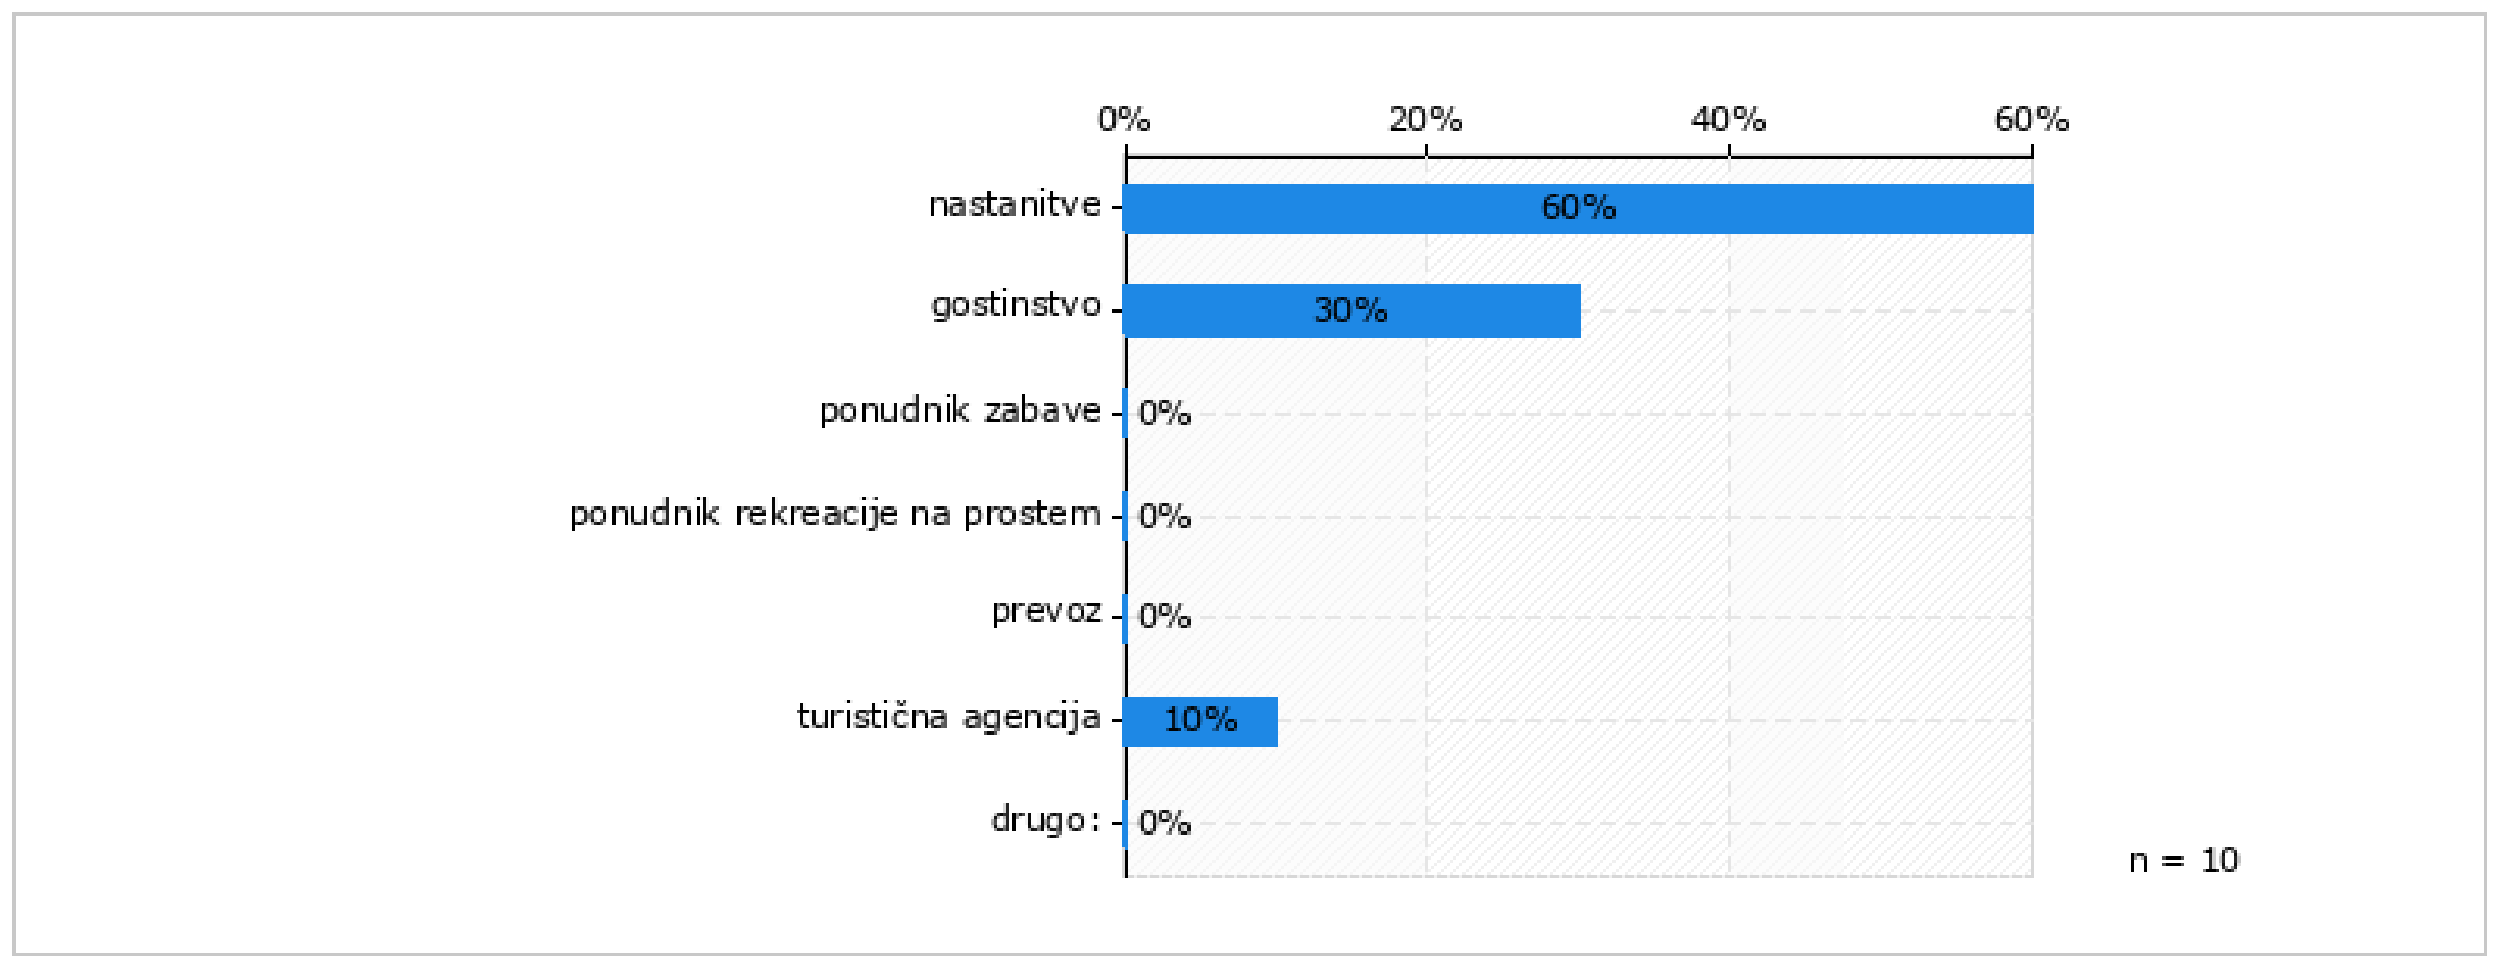 0% 20% 40% 60%
nastanitve 60%
gostinstvo 30%
ponudnik zabave 0%
ponudnik rekreacije na prostem 0%
prevoz 0%
turistična agencija 10%
drugo: 0%
n = 10